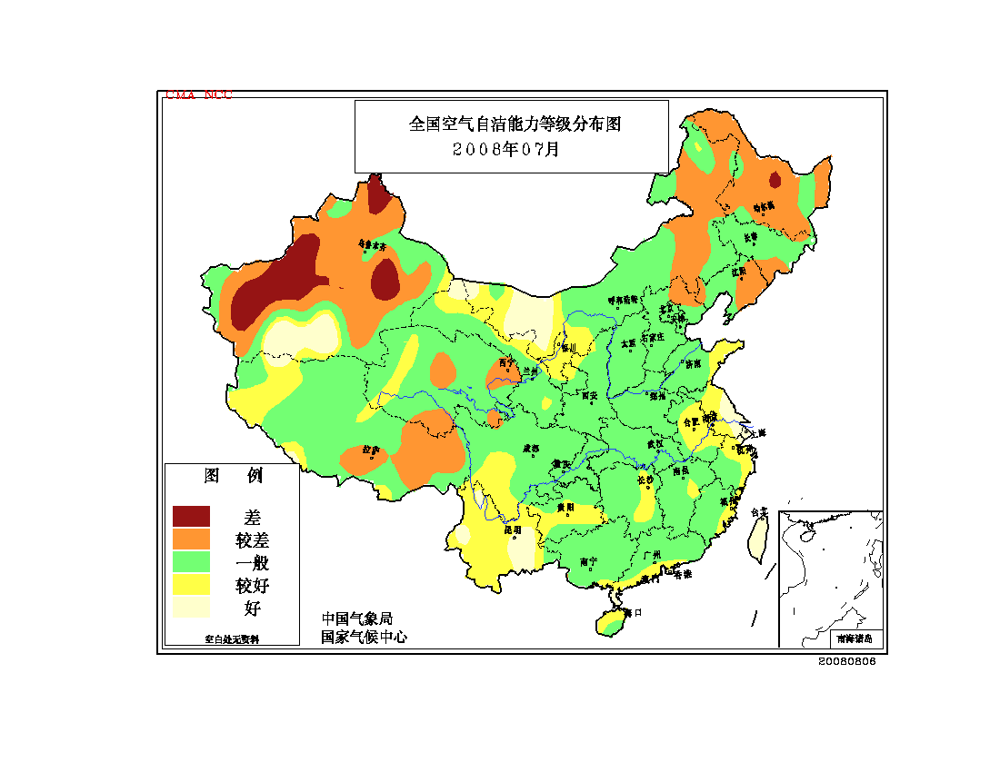 CMA NCC
全国空气自洁能力等级分布图
2008年07月
哈尔滨
长春
乌鲁木齐
沈阳
呼和浩特
北京
天津
银川
太原
石家庄
济南
西宁
兰州
西安
郑州
合肥
南京
上海
拉萨
成都
武汉
杭州
重庆
南昌
长沙
贵阳
福州
昆明
台北
南宁
广州
澳门
香港
海口
图 例
差
较差
一般
较好
好
空白处无资料
中国气象局
国家气候中心
南海诸岛
20080806